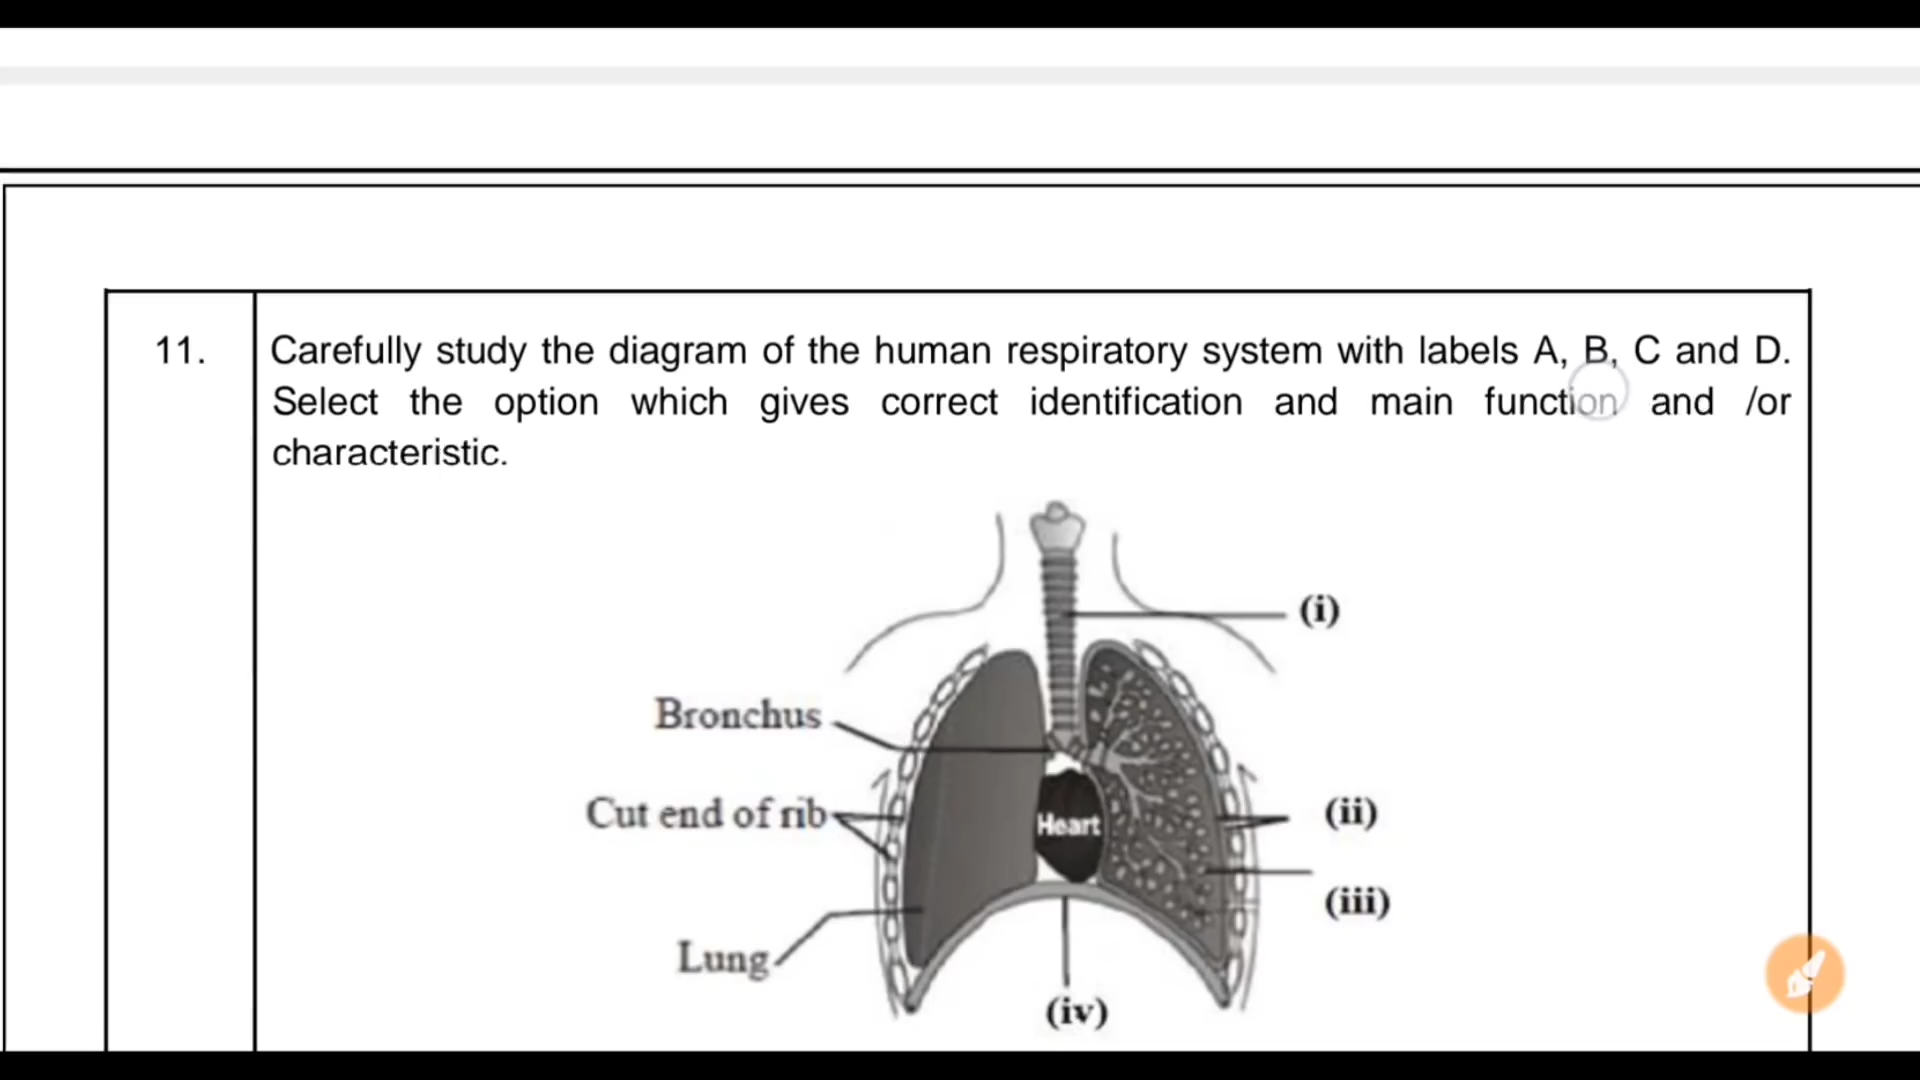 11.
Carefully study the diagram of the human respiratory system with labels A, B, C and D.
Select the option which gives correct identification and main function and /or
characteristic.
(i)
Bronchus
Cut end of rib
Heart
(ii)
(iii)
Lung
(iv)